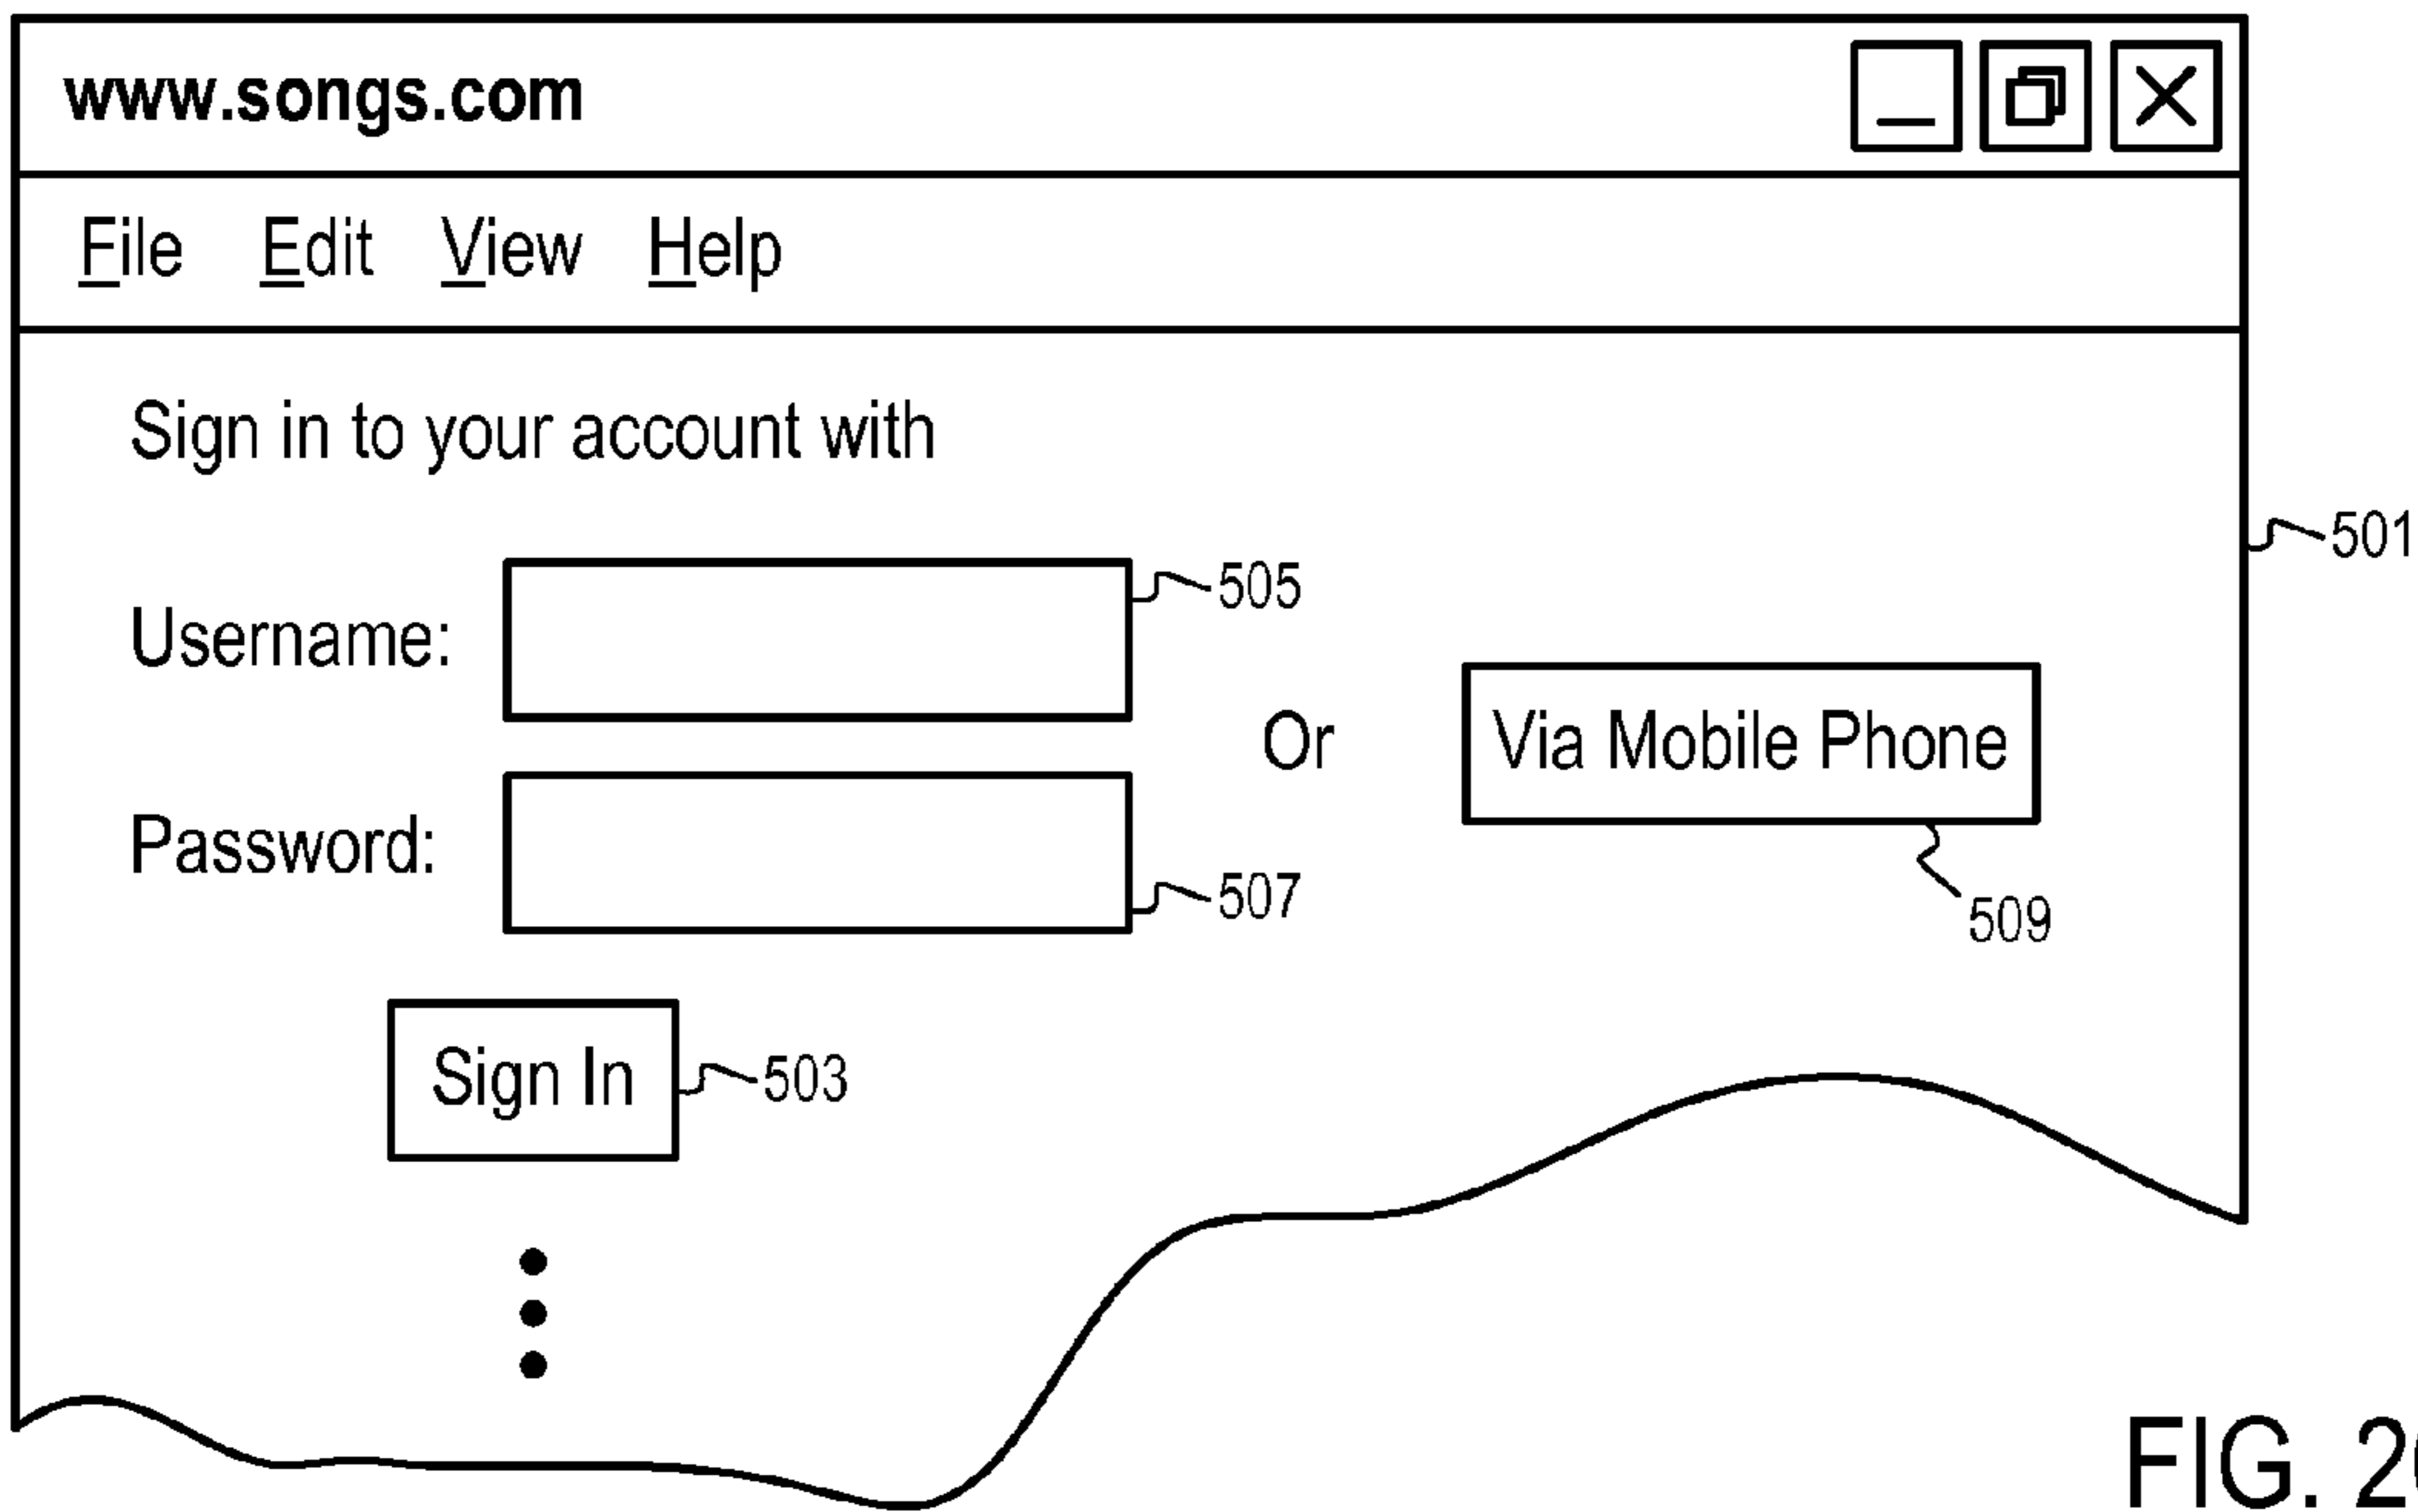 www.songs.com
File Edit View Help
Sign in to your account with
501
505
Username:
Or
Via Mobile Phone
Password:
507
509
Sign In
503
FIG.